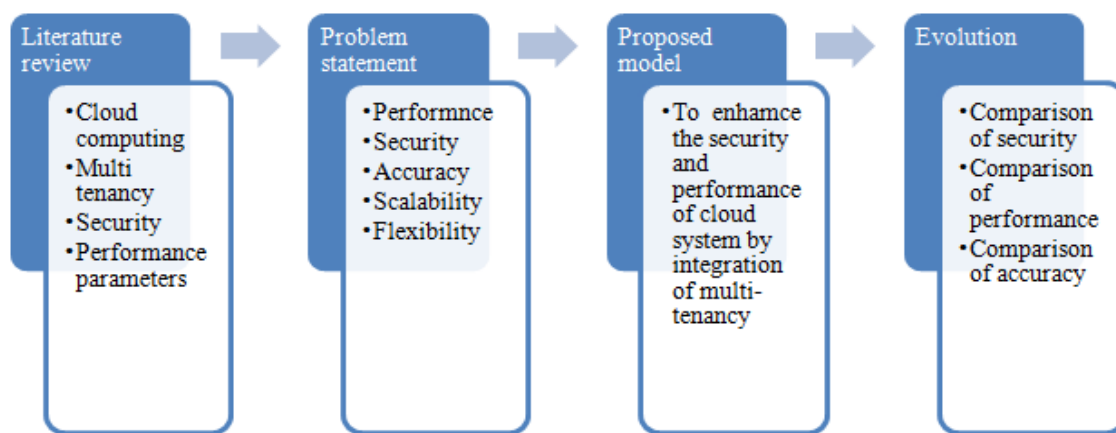 Literature
review
•Cloud
computing
•Multi
tenancy
•Security
•Performance
parameters
Problem
statement
•Performnce
•Security
•Accuracy
•Scalability
•Flexibility
Proposed
model
•To enhamce
the security
and
performance
of cloud
system by
integration
of multi-
tenancy
Evolution
•Comparison
of security
•Comparison
of
performance
•Comparison
of accuracy